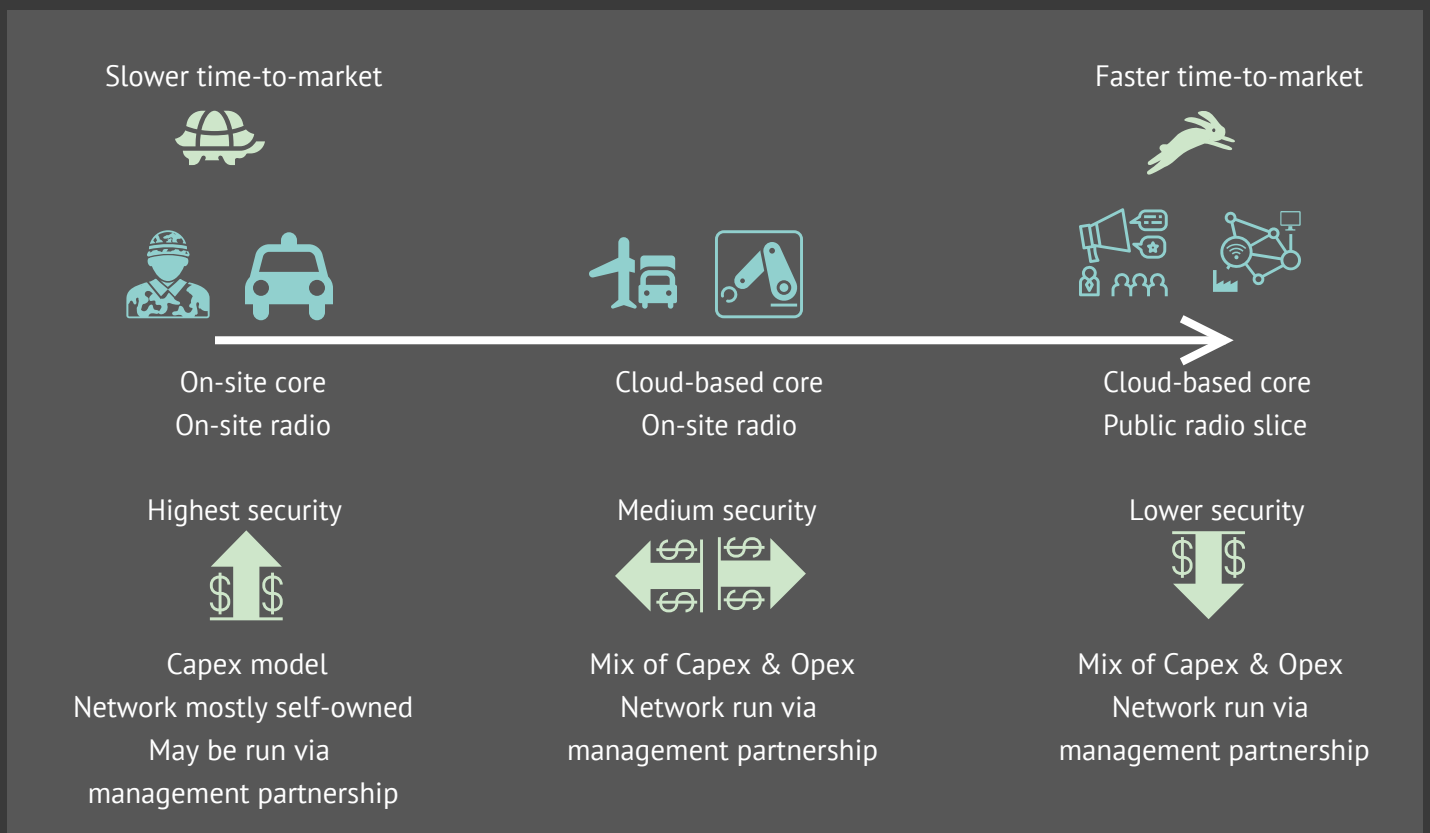 Slower time-to-market
Faster time-to-market
On-site core
On-site radio
Cloud-based core
On-site radio
Cloud-based core
Public radio slice
Highest security
Medium security
Lower security
$ $
$ $
$ $
$ $
Capex model
Network mostly self-owned
May be run via
management partnership
Mix of Capex & Opex
Network run via
management partnership
Mix of Capex & Opex
Network run via
management partnership